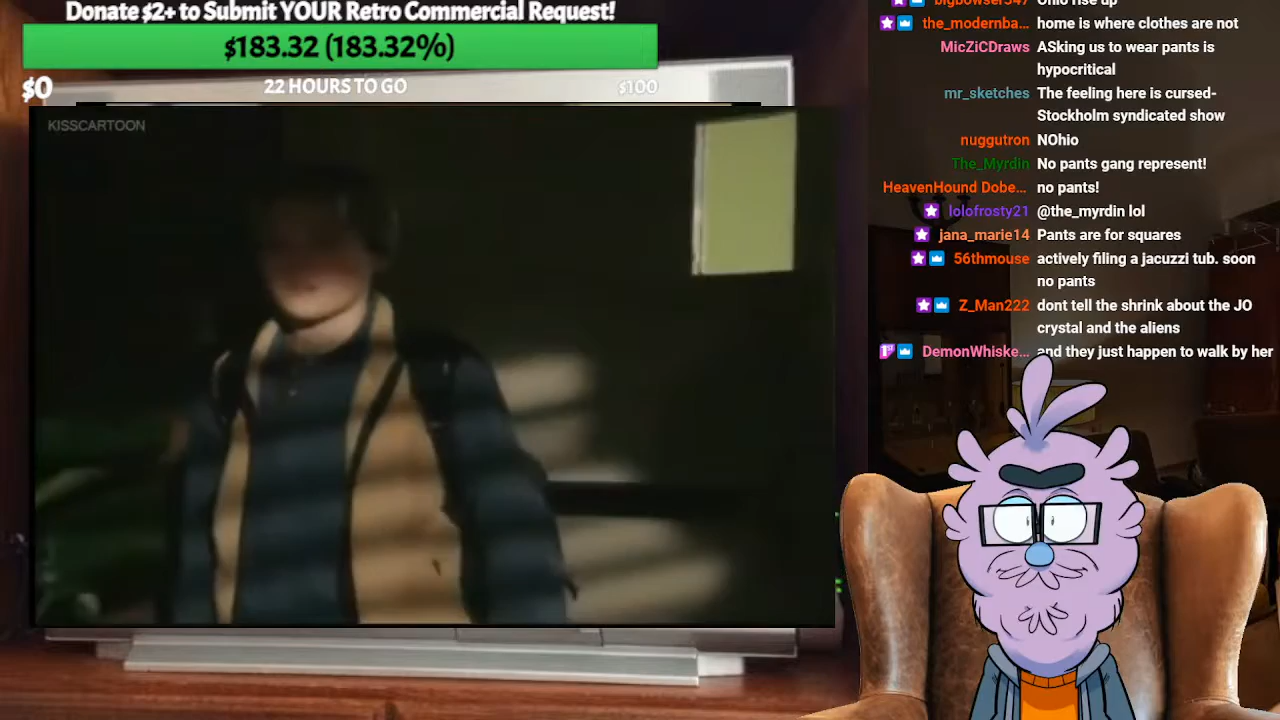 Donate $2+ to Submit YOUR Retro Commercial Request!
$183.32 (183.32%)
$0
22 HOURS TO GO
$100
KISSCARTOON
the_modernba... home is where clothes are not
MicZiCDraws ASking us to wear pants is
hypocritical
mr_sketches The feeling here is cursed-
Stockholm syndicated show
nuggutron NOhio
The_Myrdin No pants gang represent!
HeavenHound Dobe... no pants!
lolofrosty21 @the_myrdin lol
jana_marie14 Pants are for squares
56thmouse actively filing a jacuzzi tub. soon
no pants
Z_Man222 dont tell the shrink about the JO
crystal and the aliens
DemonWhiske... and they just happen to walk by her